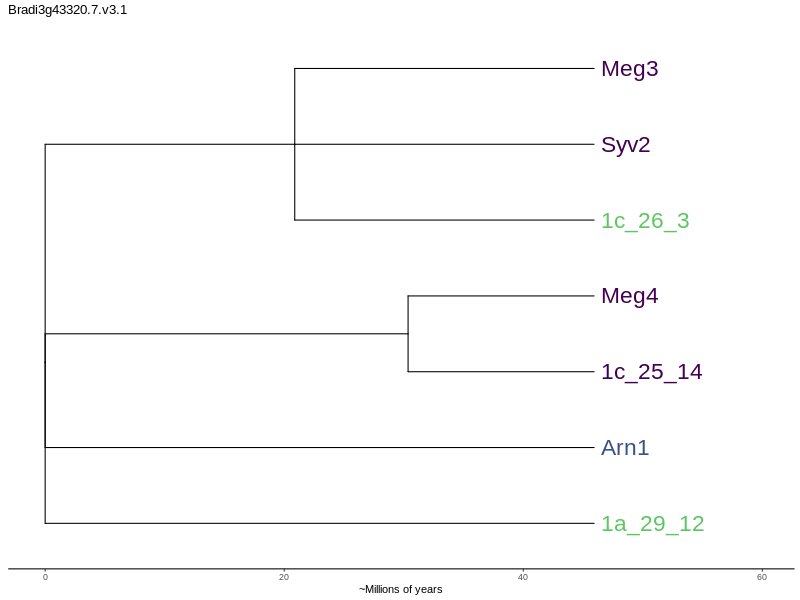 Bradi3g43320.7.v3.1
Meg3
Syv2
1c_26_3
Meg4
1c_25_14
Arn1
1a_29_12
0 20 40 60
~Millions of years